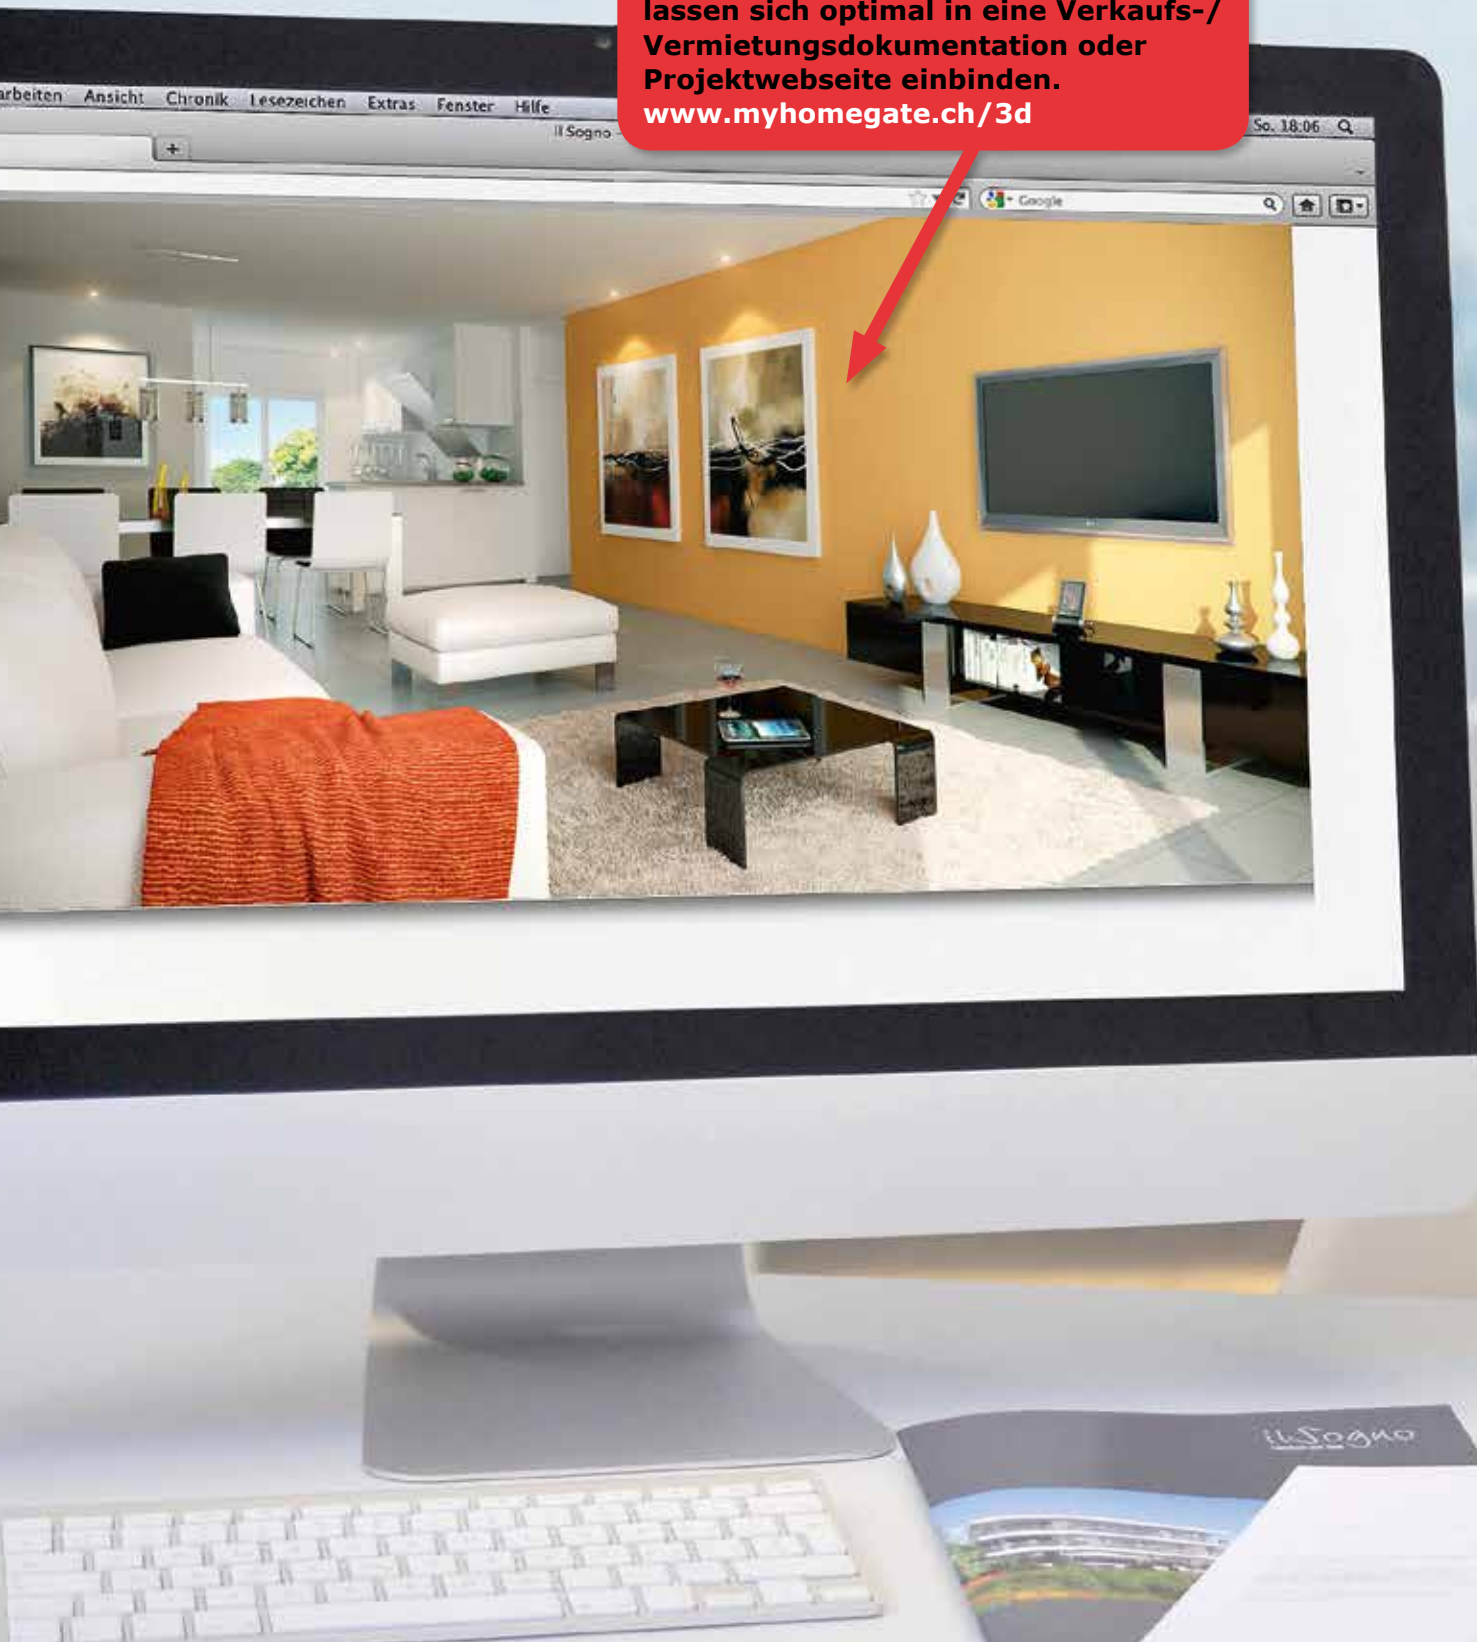 lassen sich optimal in eine Verkaufs-/
Vermietungsdokumentation oder
Projektwebseite einbinden.
www.myhomegate.ch/3d
arbeiten Ansicht Chronik Lesezeichen Extras Fenster Hilfe
So. 18:06
Il Sogno -
+
Google
ilSogno